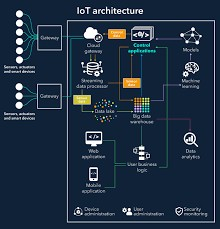 IoT architecture
Gateway
Sensors, actuators
and smart devices
Cloud
gateway
Control
applications
Models
Gateway
Sensors, actuators
and smart devices
Streaming
data processor
Machine
learning
Data lake
Big data
warehouse
Data
analytics
Web
application
User business
logic
Mobile
application
Device
administration
User
administration
Security
monitoring